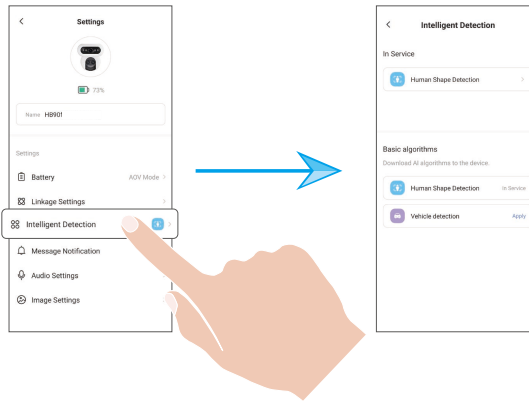 Settings
73%
Name H8901
Settings
Battery AOV Mode
Linkage Settings
Intelligent Detection
Message Notification
Audio Settings
Image Settings
Intelligent Detection
In Service
Human Shape Detection
Basic algorithms
Download AI algorithms to the device.
Human Shape Detection In Service
Vehicle detection Apply